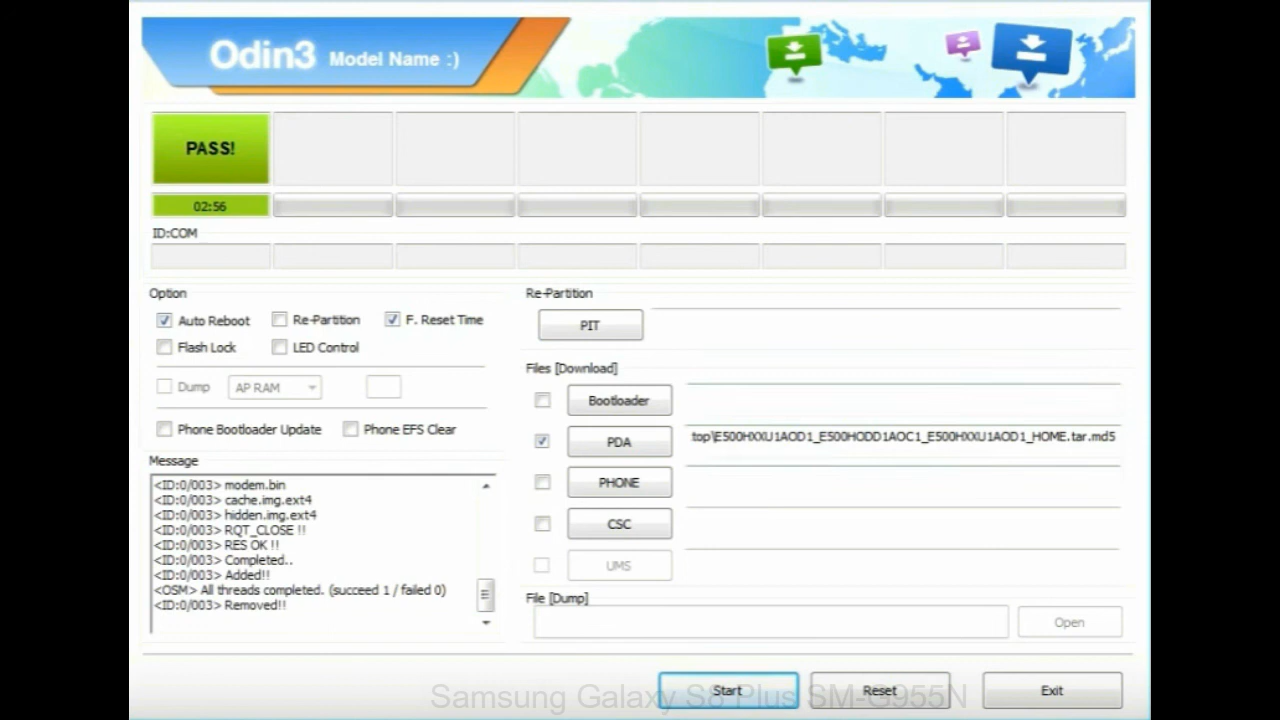 Odin3 Model Name :)
PASS!
02:56
ID:COM
Option
Auto Reboot Re-Partition F. Reset Time
Flash Lock LED Control
Dump AP RAM
Phone Bootloader Update Phone EFS Clear
Message
<ID:0/003> modem.bin
<ID:0/003> cache.img.ext4
<ID:0/003> hidden.img.ext4
<ID:0/003> RQT_CLOSE !!
<ID:0/003> RES OK !!
<ID:0/003> Completed..
<ID:0/003> Added!!
<OSM> All threads completed. (succeed 1 / failed 0)
<ID:0/003> Removed!!
Re-Partition
PIT
Files [Download]
Bootloader
PDA top\E500HXXU1AOD1_E500HODD1AOC1_E500HXXU1AOD1_HOME.tar.md5
PHONE
CSC
UMS
File [Dump]
Open
Start Reset Exit
Samsung Galaxy S8 Plus SM-G955N